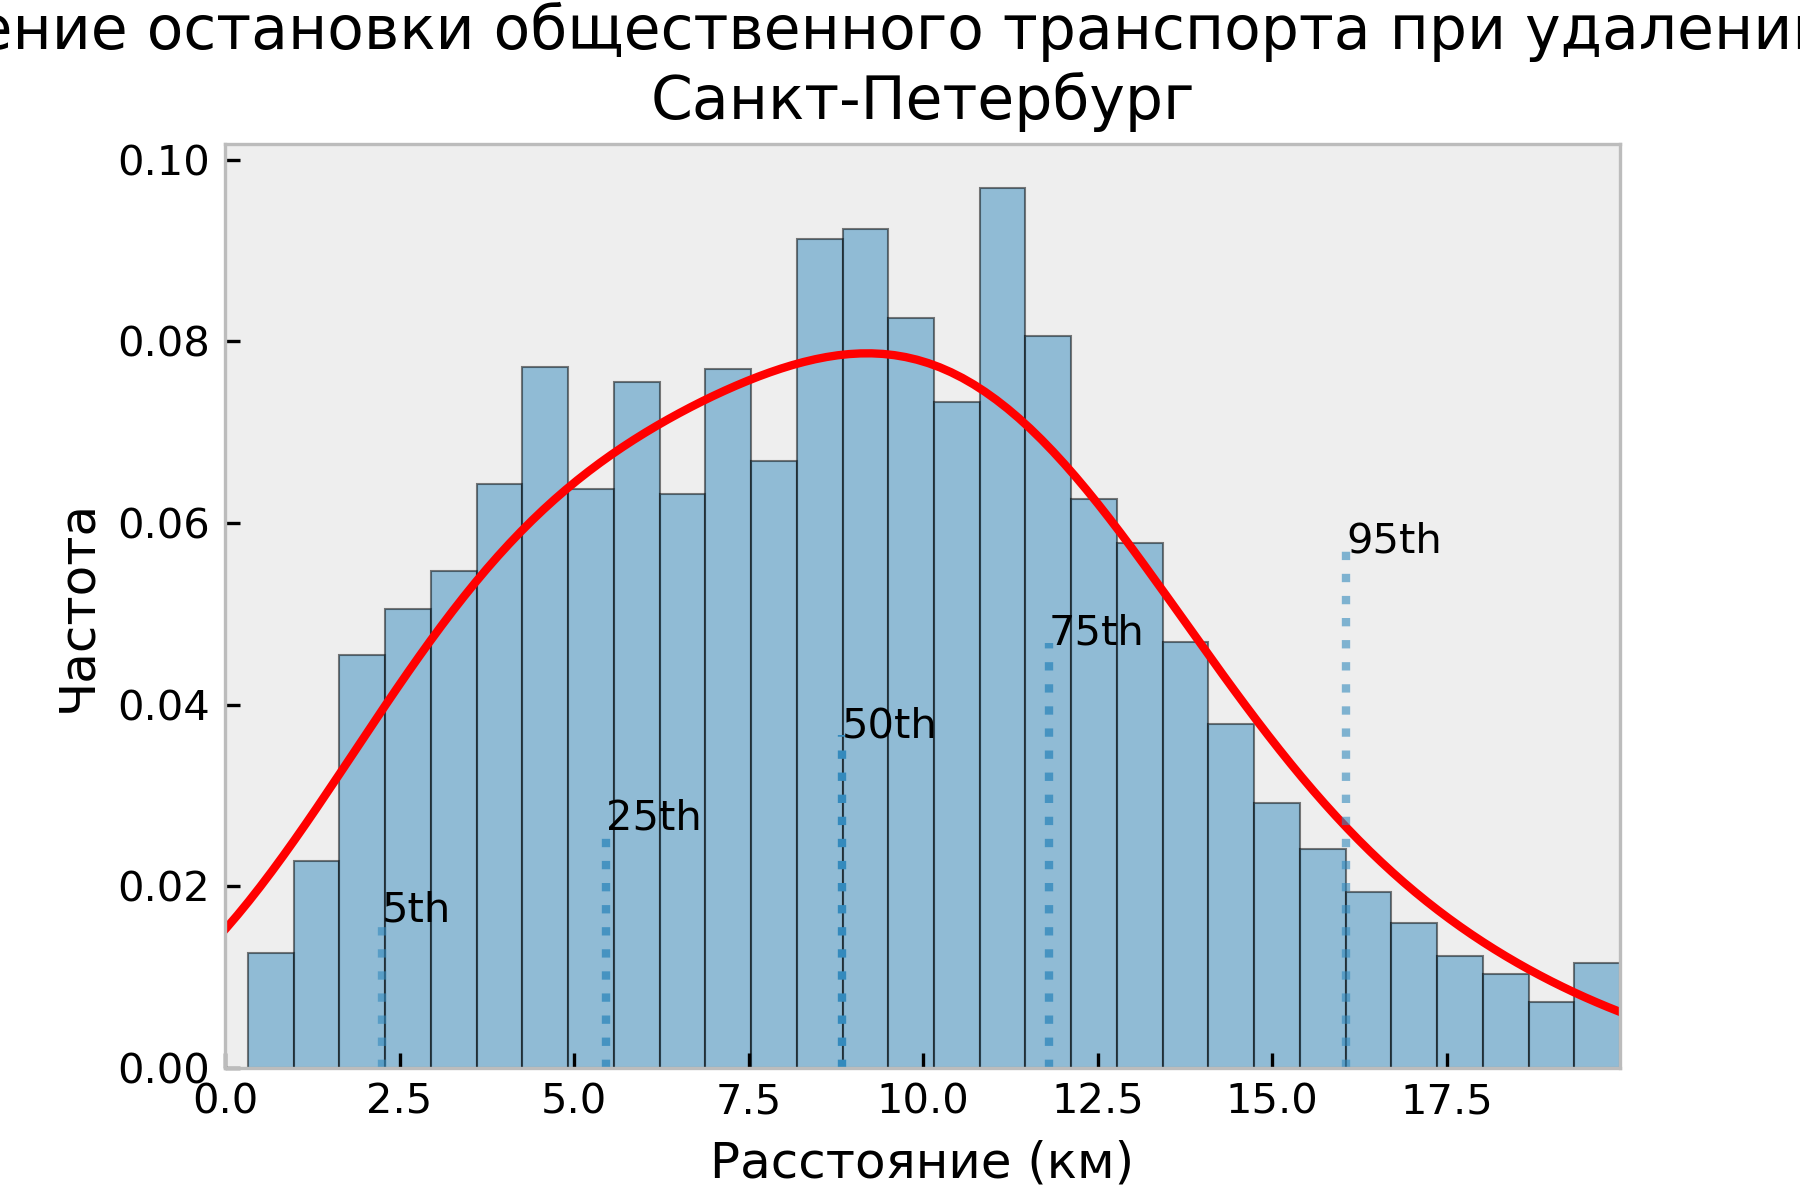 остановки общественного транспорта при
Санкт-Петербург
0.10
0.08
0.06
0.04
0.02
0.00
Частота
95th
75th
50th
25th
5th
0.0 2.5 5.0 7.5 10.0 12.5 15.0 17.5
Расстояние (км)